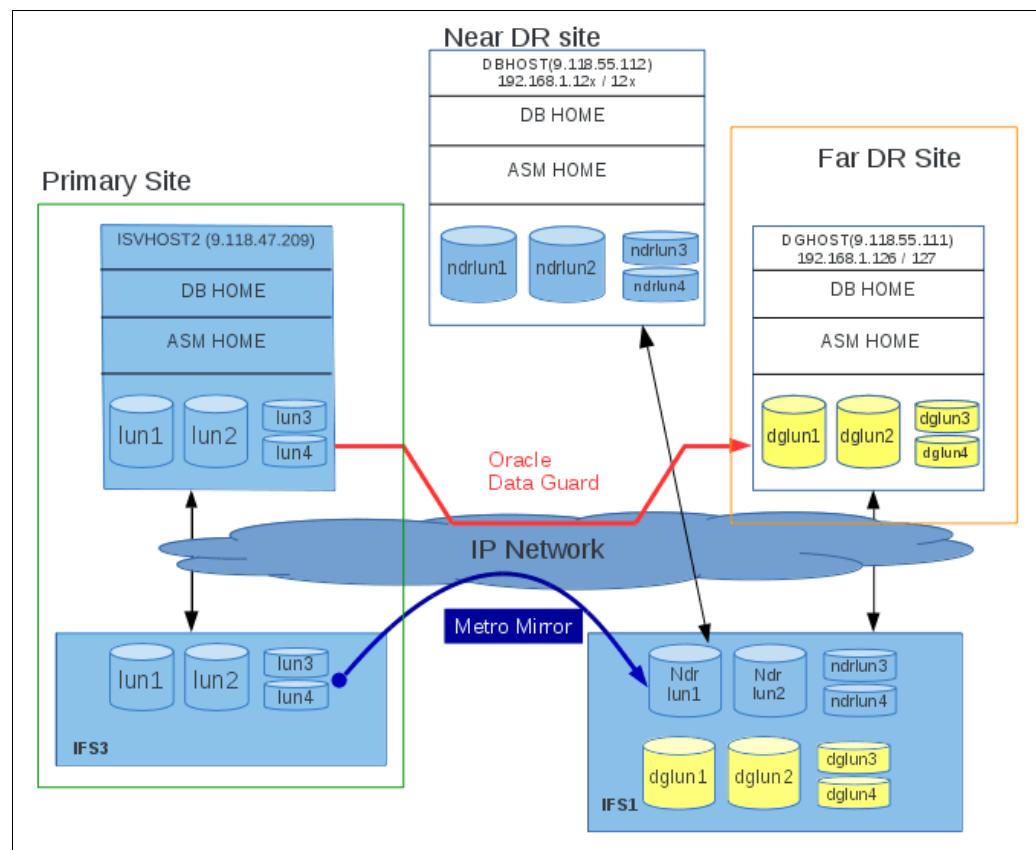 Near DR site
DBHOST(9.118.55.112)
192.168.1.12x / 12x
DB HOME
ASM HOME
ndrlun1
ndrlun2
ndrlun3
ndrlun4
Primary Site
ISVHOST2 (9.118.47.209)
DB HOME
ASM HOME
lun1
lun2
lun3
lun4
Far DR Site
DGHOST(9.118.55.111)
192.168.1.126 / 127
DB HOME
ASM HOME
dglun1
dglun2
dglun3
dglun4
Oracle
Data Guard
IP Network
Metro Mirror
lun1
lun2
lun3
lun4
IFS3
Ndr
lun1
Ndr
lun2
ndrlun3
ndrlun4
dglun1
dglun2
dglun3
dglun4
IFS1